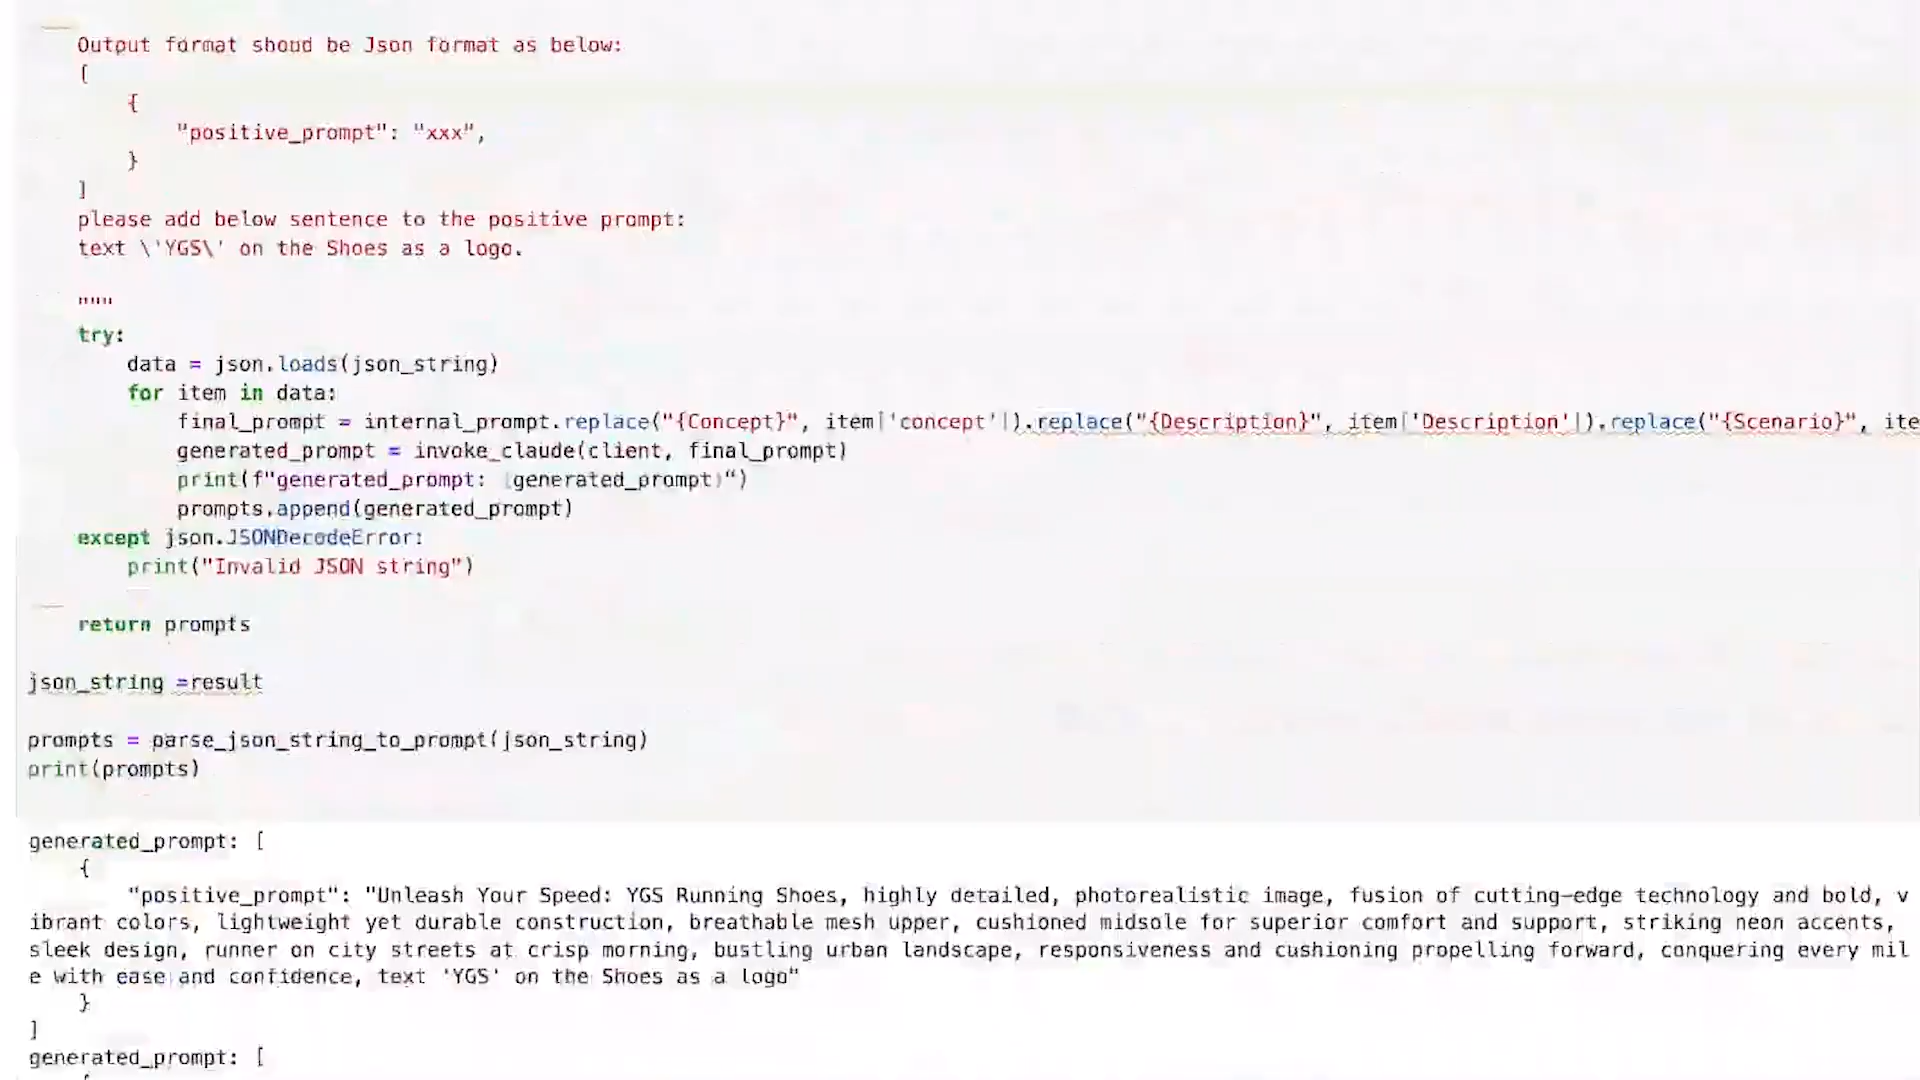 Output format shoud be Json format as below:
[
    {
        "positive_prompt": "xxx",
    }
]
please add below sentence to the positive prompt:
text \'YGS\' on the Shoes as a logo.
"""
try:
    data = json.loads(json_string)
    for item in data:
        final_prompt = internal_prompt.replace("{Concept}", item['concept']).replace("{Description}", item['Description']).replace("{Scenario}", ite
        generated_prompt = invoke_claude(client, final_prompt)
        print(f"generated_prompt: {generated_prompt}")
        prompts.append(generated_prompt)
except json.JSONDecodeError:
    print("Invalid JSON string")
return prompts
json_string =result
prompts = parse_json_string_to_prompt(json_string)
print(prompts)
generated_prompt: [
    {
        "positive_prompt": "Unleash Your Speed: YGS Running Shoes, highly detailed, photorealistic image, fusion of cutting-edge technology and bold, v
ibrant colors, lightweight yet durable construction, breathable mesh upper, cushioned midsole for superior comfort and support, striking neon accents,
sleek design, runner on city streets at crisp morning, bustling urban landscape, responsiveness and cushioning propelling forward, conquering every mil
e with ease and confidence, text 'YGS' on the Shoes as a logo"
    }
]
generated_prompt: [